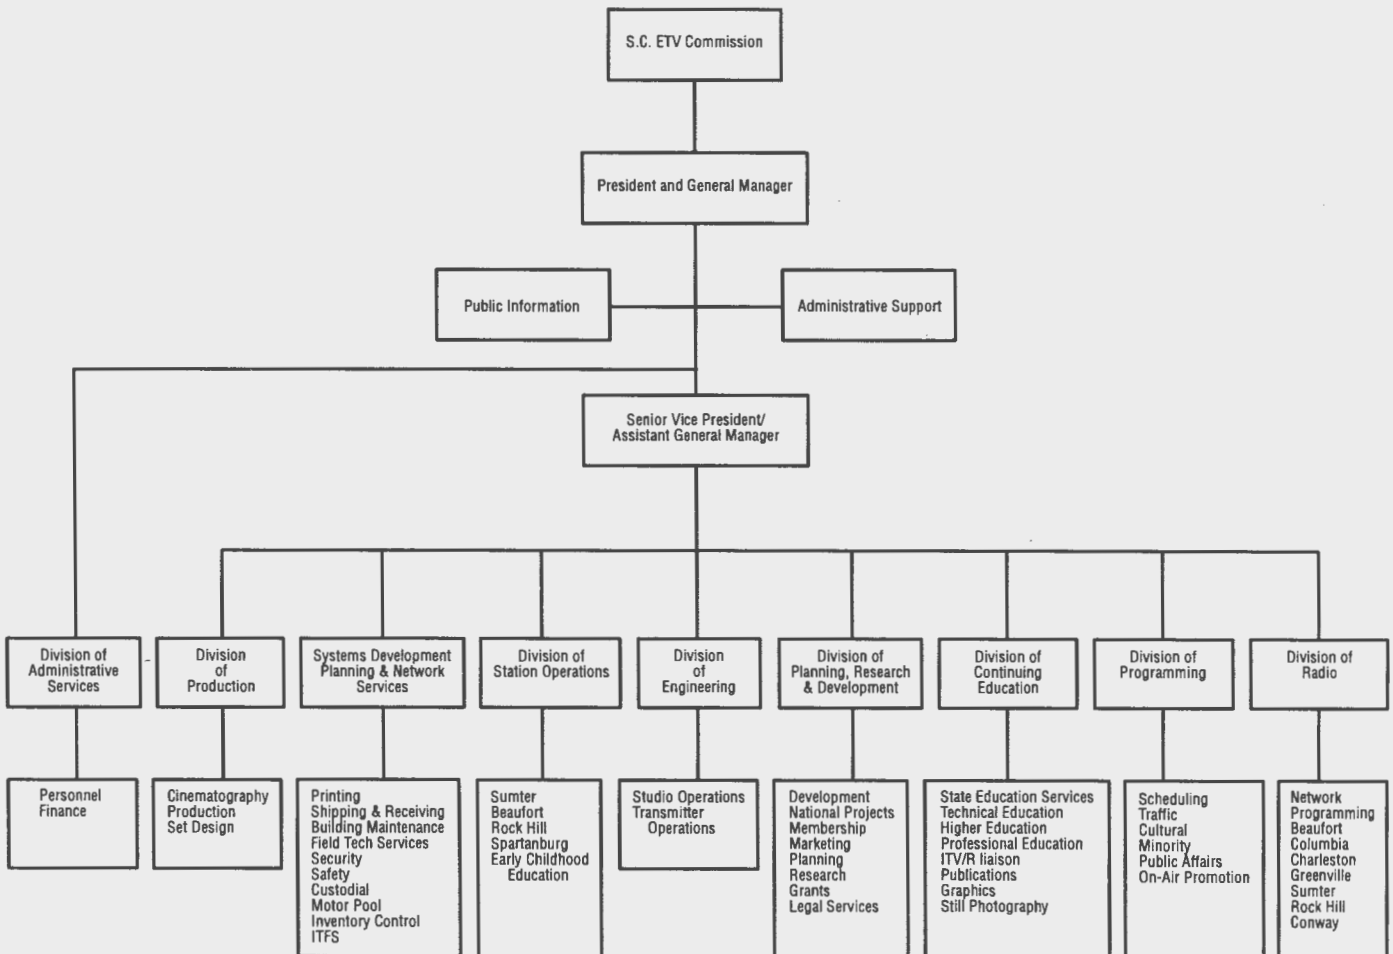 S.C. ETV Commission
President and General Manager
Public Information
Administrative Support
Senior Vice President/
Assistant General Manager
Division of
Administrative
Services
Division
of
Production
Systems Development
Planning & Network
Services
Division of
Station Operations
Division
of
Engineering
Division of
Planning, Research
& Development
Division of
Continuing
Education
Division of
Programming
Division of
Radio
Personnel
Finance
Cinematography
Production
Set Design
Printing
Shipping & Receiving
Building Maintenance
Field Tech Services
Security
Safety
Custodial
Motor Pool
Inventory Control
ITFS
Sumter
Beaufort
Rock Hill
Spartanburg
Early Childhood
Education
Studio Operations
Transmitter
Operations
Development
National Projects
Membership
Marketing
Planning
Research
Grants
Legal Services
State Education Services
Technical Education
Higher Education
Professional Education
ITV/R liaison
Publications
Graphics
Still Photography
Scheduling
Traffic
Cultural
Minority
Public Affairs
On-Air Promotion
Network
Programming
Beaufort
Columbia
Charleston
Greenville
Sumter
Rock Hill
Conway